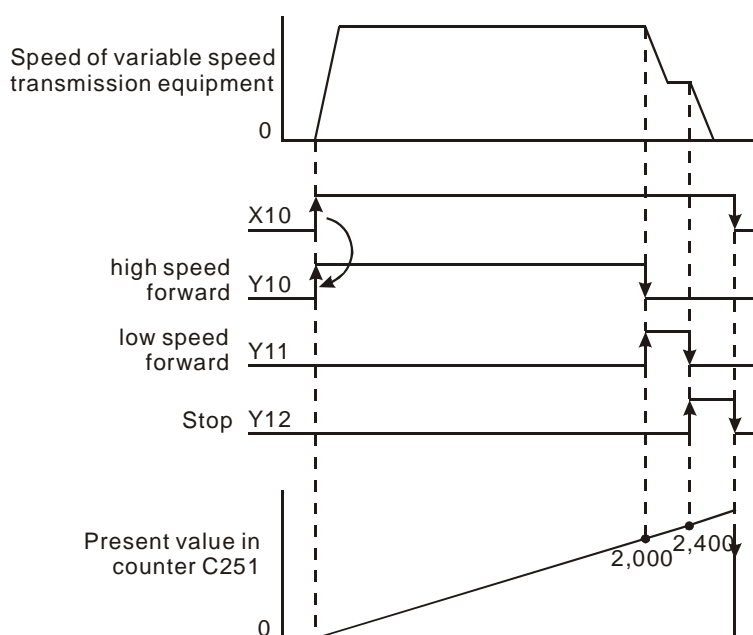 Speed of variable speed
transmission equipment
0
X10
high speed
forward
Y10
low speed
forward
Y11
Stop
Y12
Present value in
counter C251
2,000
2,400
0